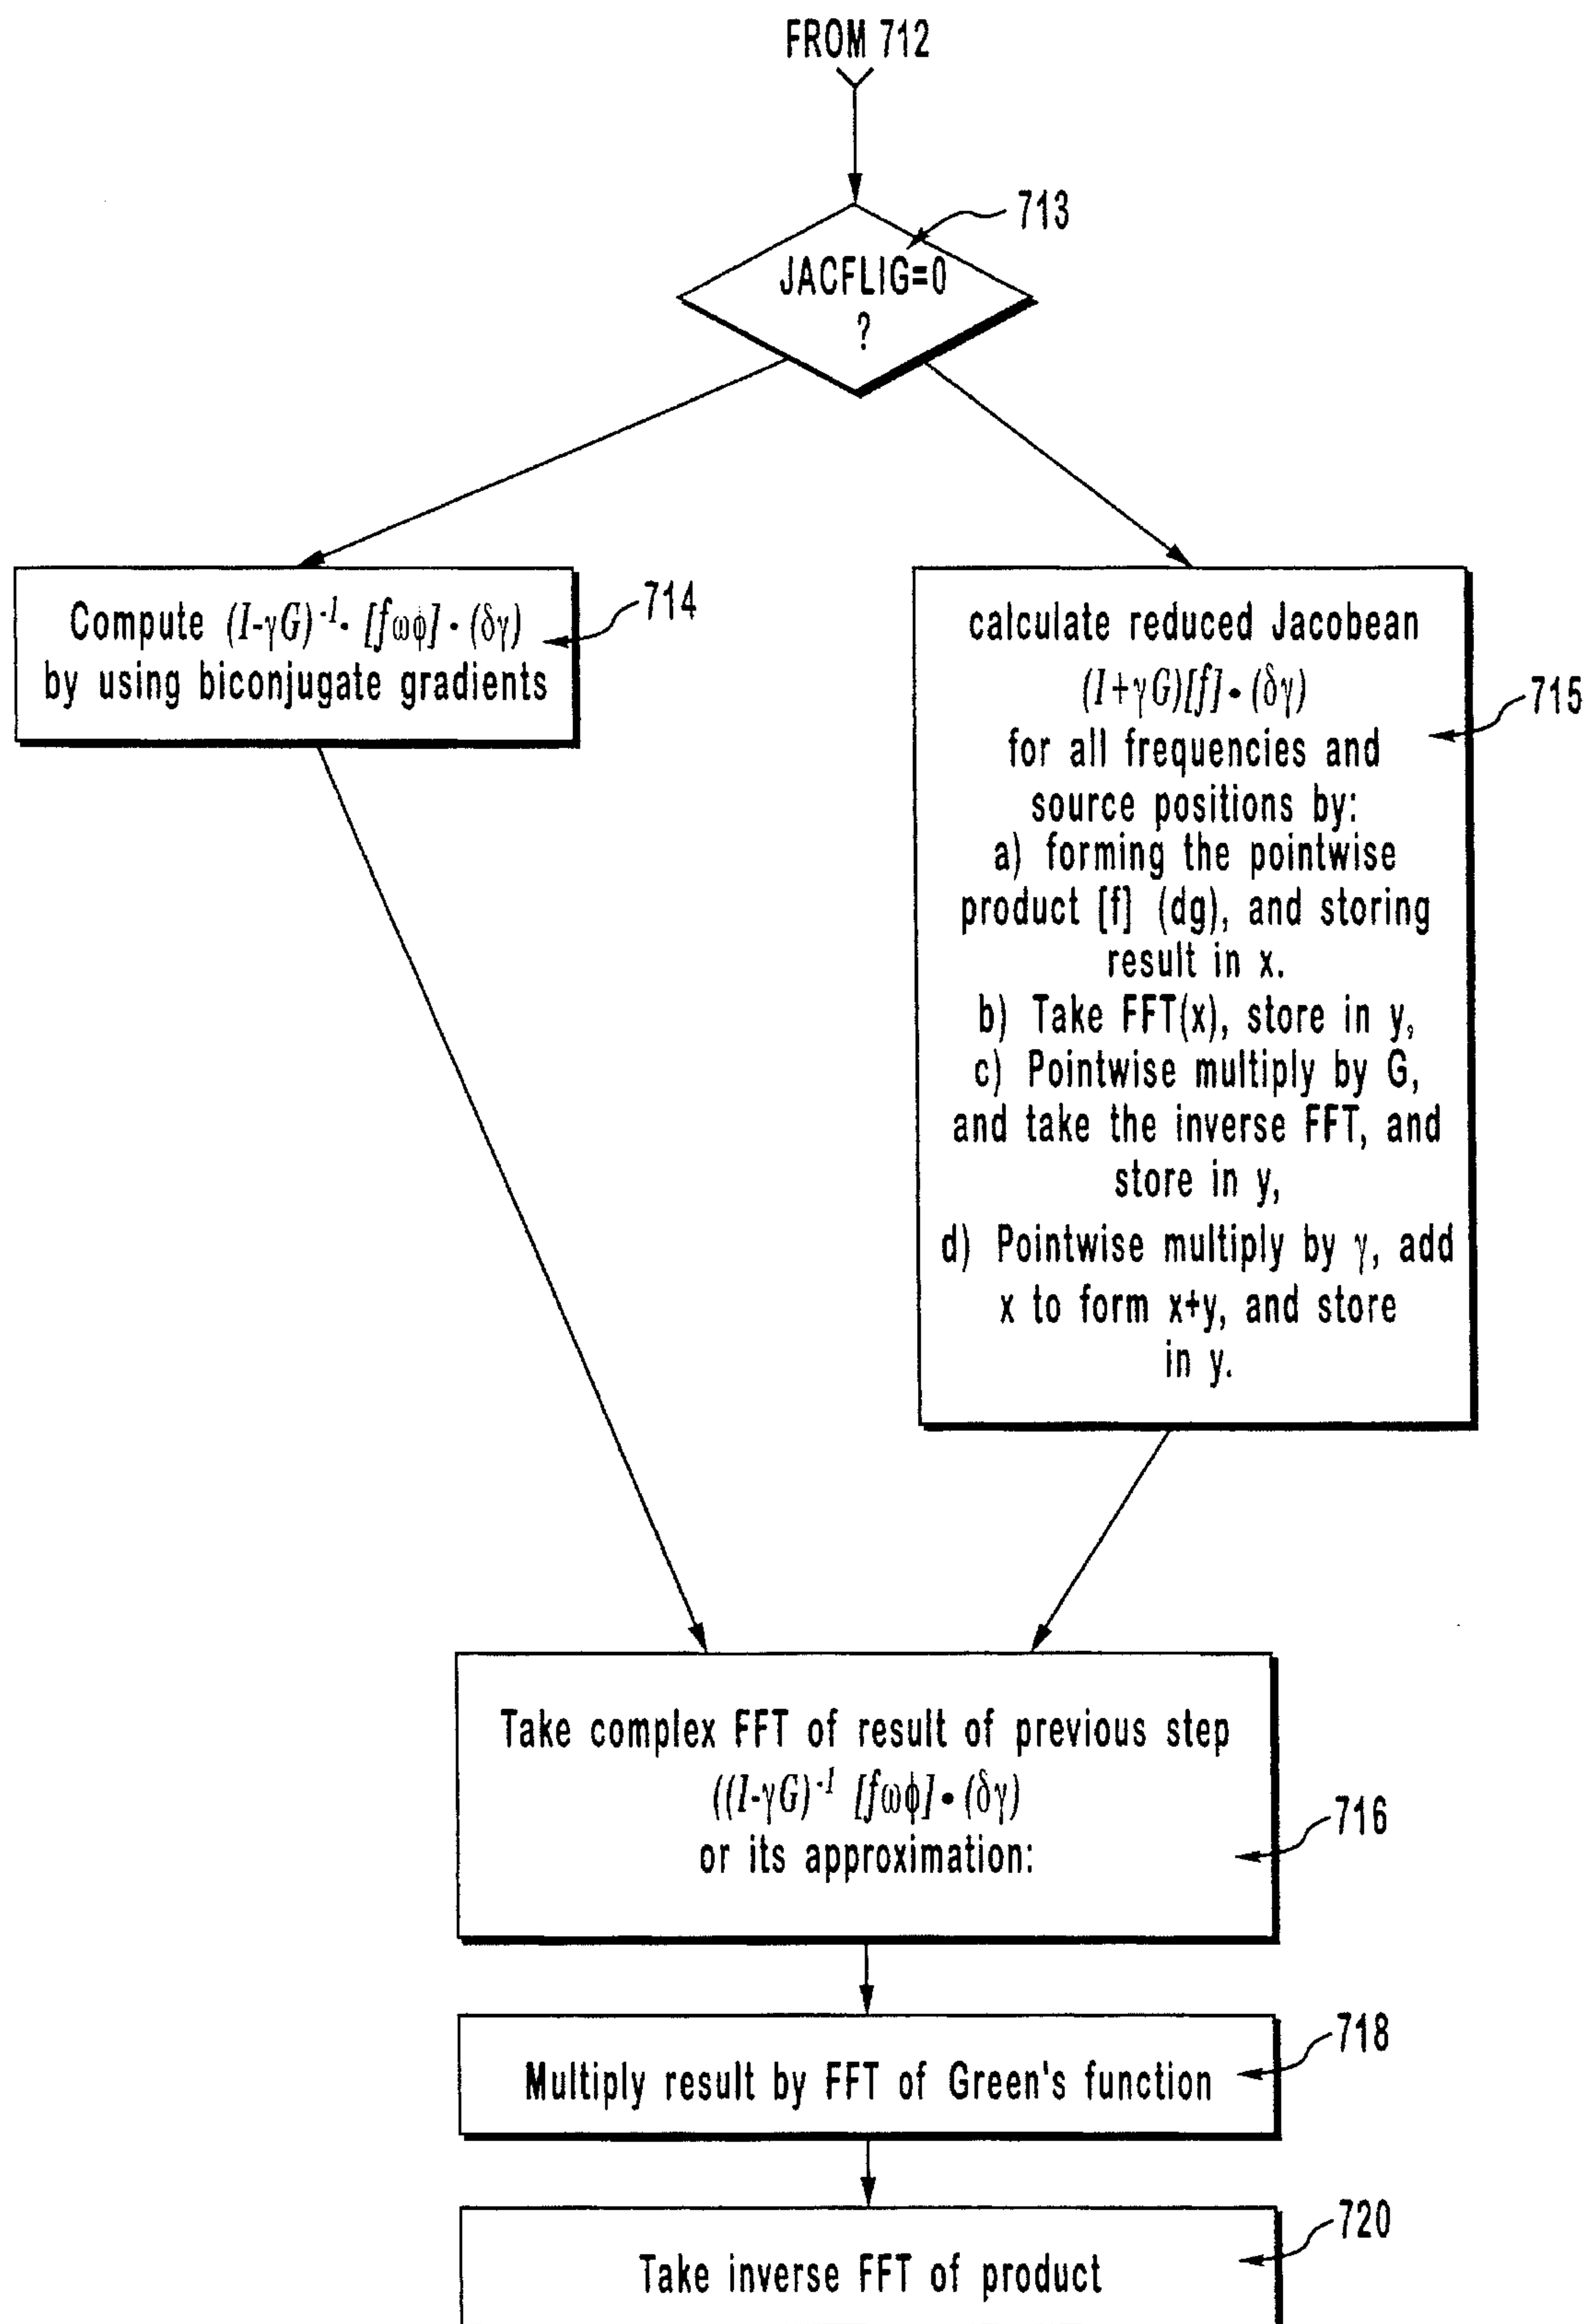 FROM 712
713
JACFLIG=0
?
Compute (I-γG)⁻¹· [fωϕ] · (δγ)
by using biconjugate gradients
714
calculate reduced Jacobean
(I+γG)[f] • (δγ)
for all frequencies and
source positions by:
a) forming the pointwise
product [f] (dg), and storing
result in x.
b) Take FFT(x), store in y,
c) Pointwise multiply by G,
and take the inverse FFT, and
store in y,
d) Pointwise multiply by γ, add
x to form x+y, and store
in y.
715
Take complex FFT of result of previous step
((I-γG)⁻¹ [fωϕ] • (δγ)
or its approximation:
716
Multiply result by FFT of Green's function
718
Take inverse FFT of product
720